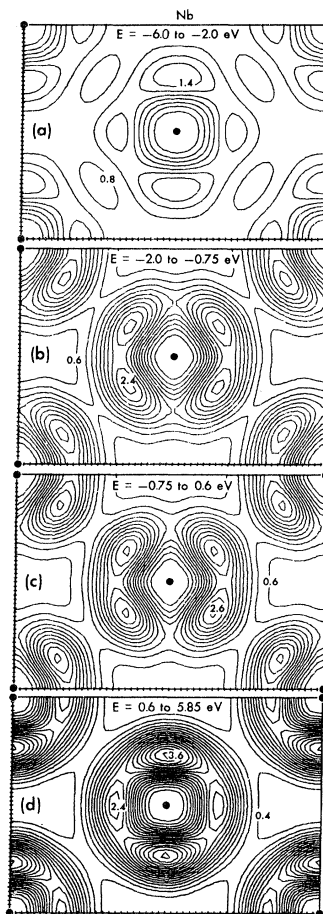 Nb
E = −6.0 to −2.0 eV
1.4
(a)
0.8
E = −2.0 to −0.75 eV
(b)
0.6
2.4
E = −0.75 to 0.6 eV
(c)
0.6
2.6
E = 0.6 to 5.85 eV
3.6
(d)
2.4
0.4